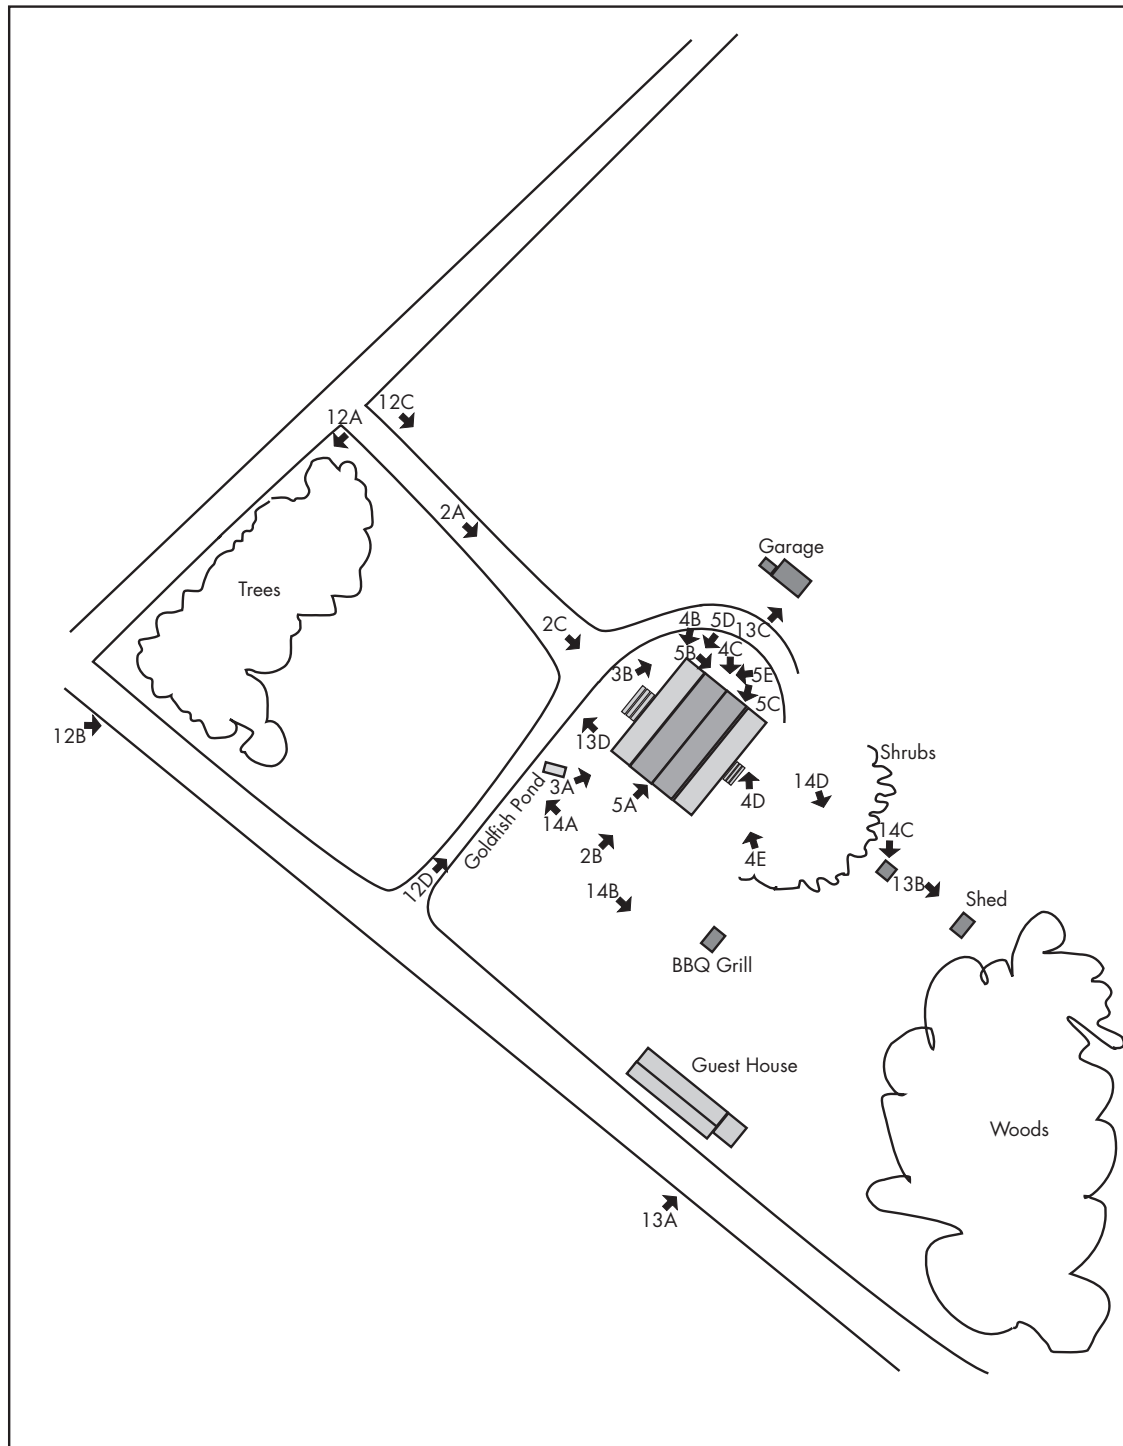 12C
12A
2A
Garage
Trees
2C
4B
5D
13C
5B
4C
3B
5E
5C
12B
13D
Shrubs
3A
14D
4D
5A
Goldfish Pond
14A
14C
2B
4E
12D
14B
13B
Shed
BBQ Grill
Guest House
Woods
13A